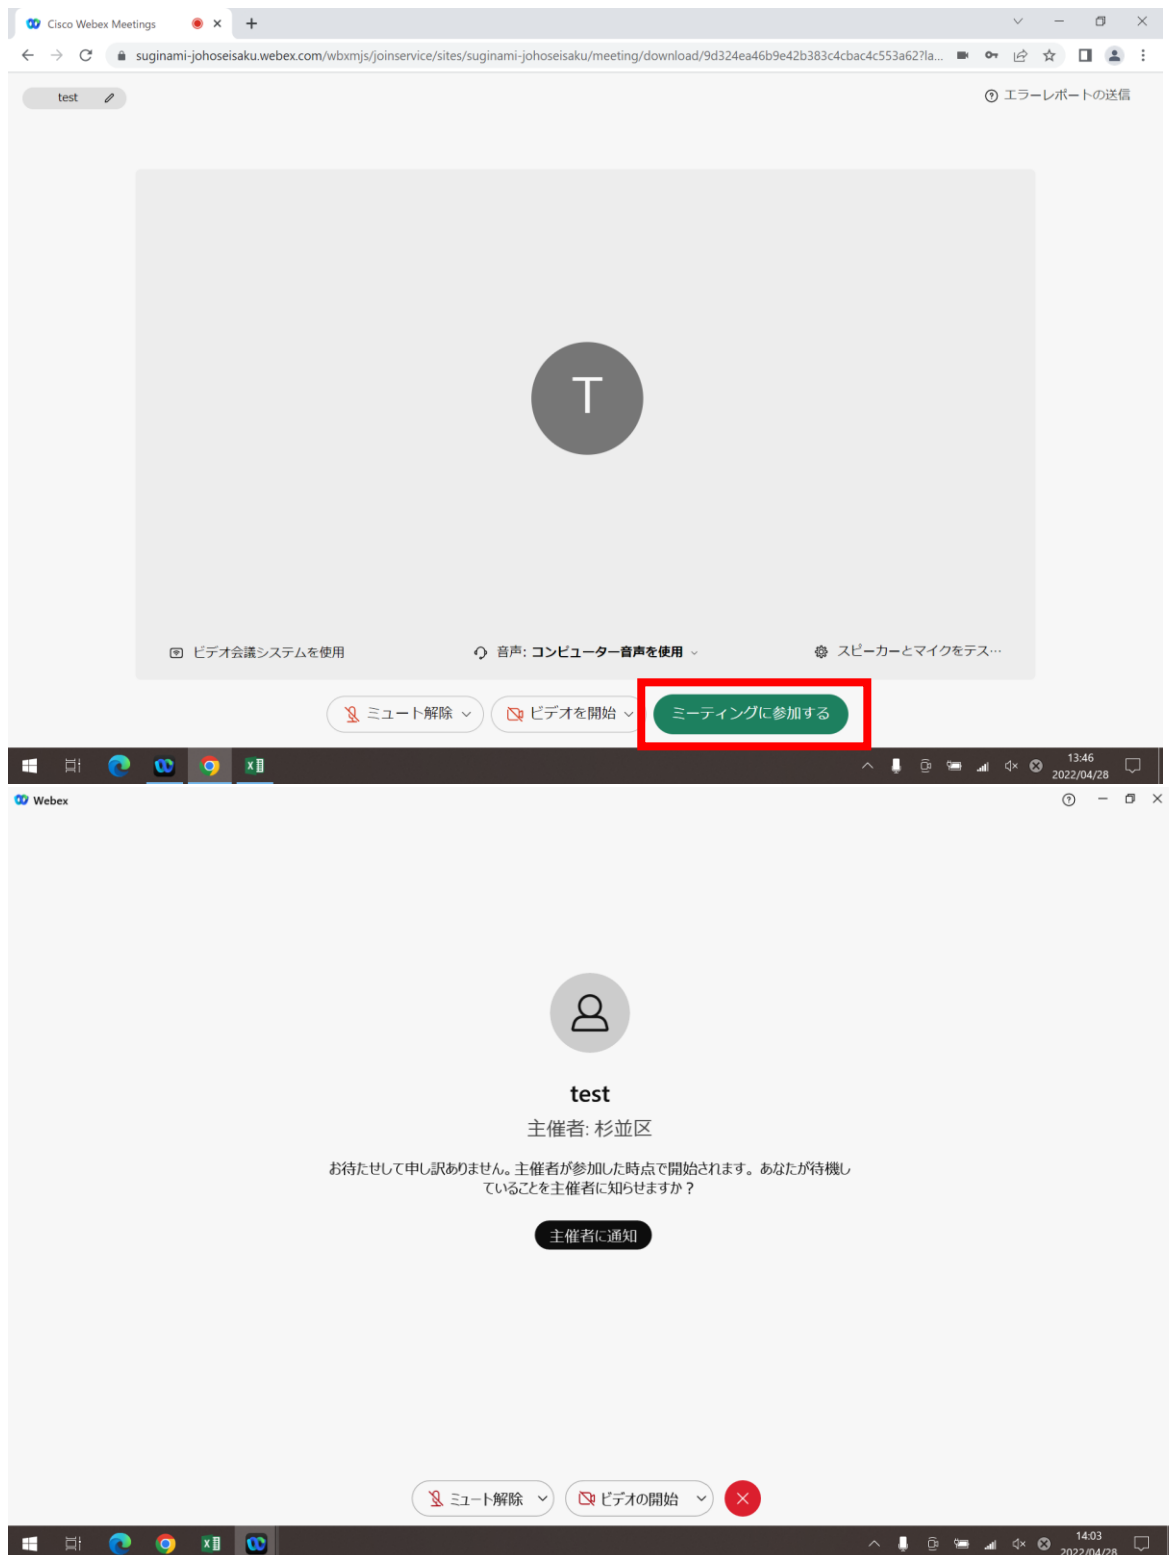 Cisco Webex Meetings
suginami-johoseisaku.webex.com/wbxmjs/joinservice/sites/suginami-johoseisaku/meeting/download/9d324ea46b9e42b383c4cbac4c553a62?la...
test
エラーレポートの送信
T
ビデオ会議システムを使用
音声: コンピューター音声を使用
スピーカーとマイクをテス…
ミュート解除
ビデオを開始
ミーティングに参加する
13:46
2022/04/28
Webex
test
主催者: 杉並区
お待たせして申し訳ありません。主催者が参加した時点で開始されます。あなたが待機し
ていることを主催者に知らせますか？
主催者に通知
ミュート解除
ビデオの開始
14:03
2022/04/28